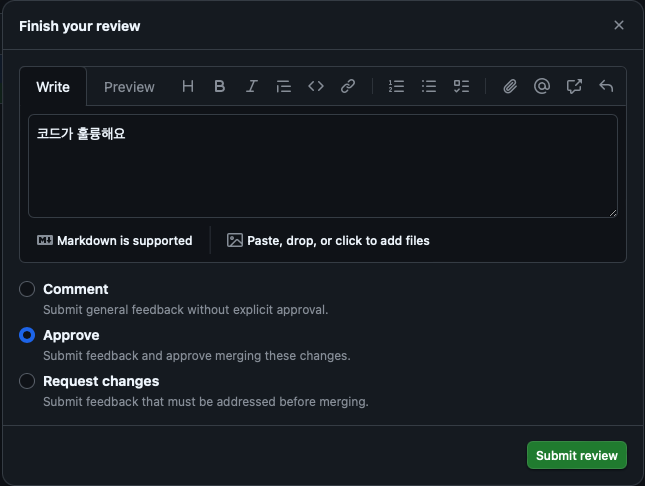 Finish your review
Write Preview
코드가 훌륭해요
Markdown is supported Paste, drop, or click to add files
Comment
Submit general feedback without explicit approval.
Approve
Submit feedback and approve merging these changes.
Request changes
Submit feedback that must be addressed before merging.
Submit review